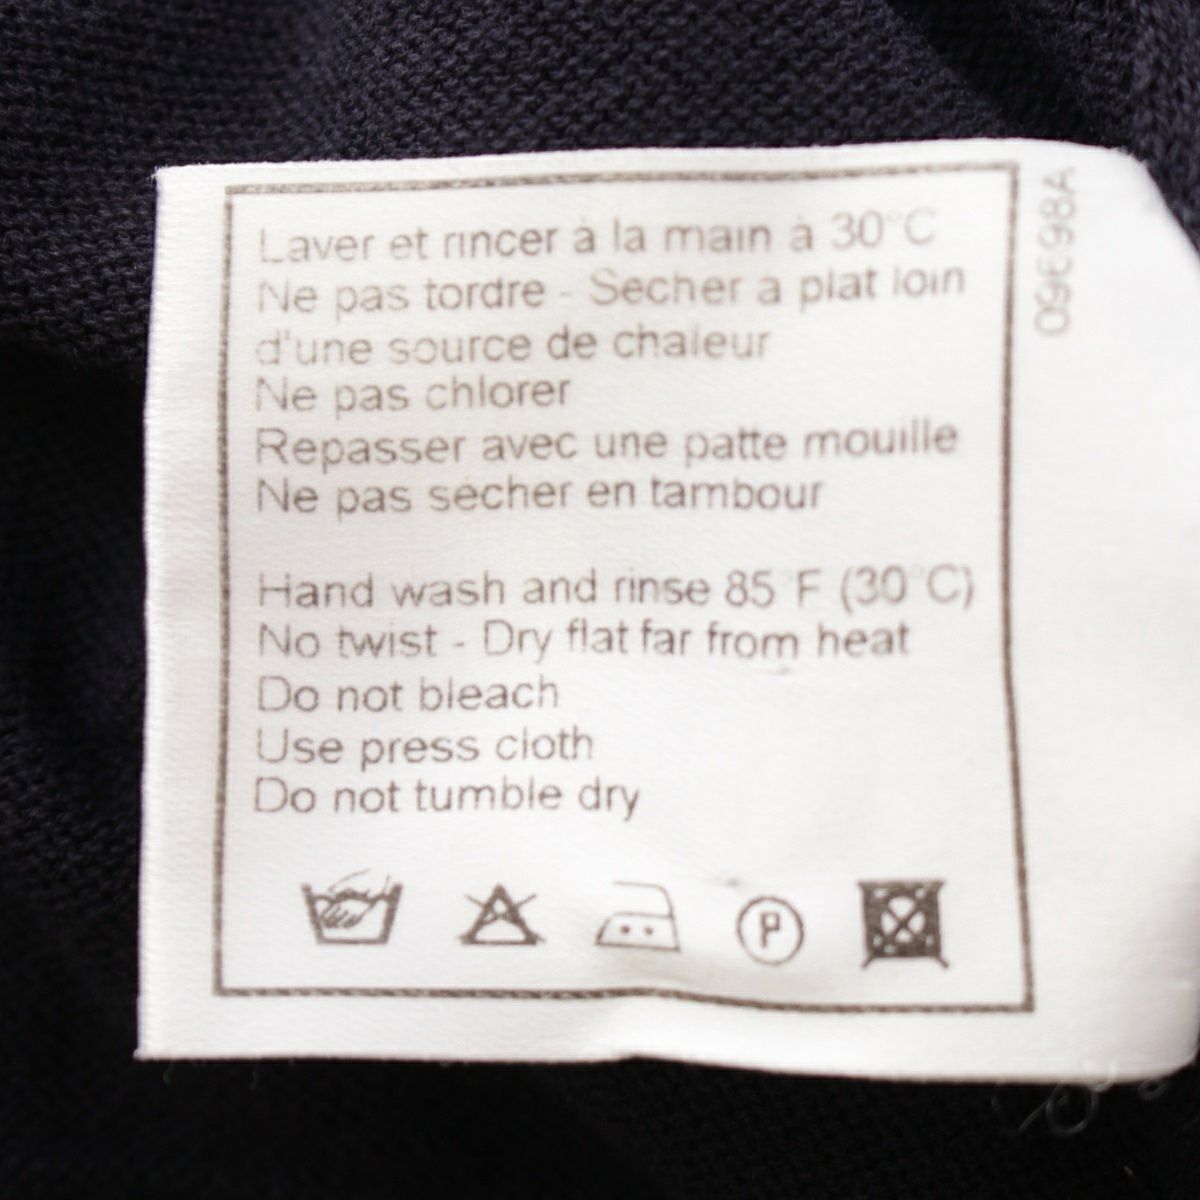 Laver et rincer à la main à 30°C
Ne pas tordre - Sécher a plat loin
d'une source de chaleur
Ne pas chlorer
Repasser avec une patte mouille
Ne pas sécher en tambour
Hand wash and rinse 85°F (30°C)
No twist - Dry flat far from heat
Do not bleach
Use press cloth
Do not tumble dry
P
09E98A